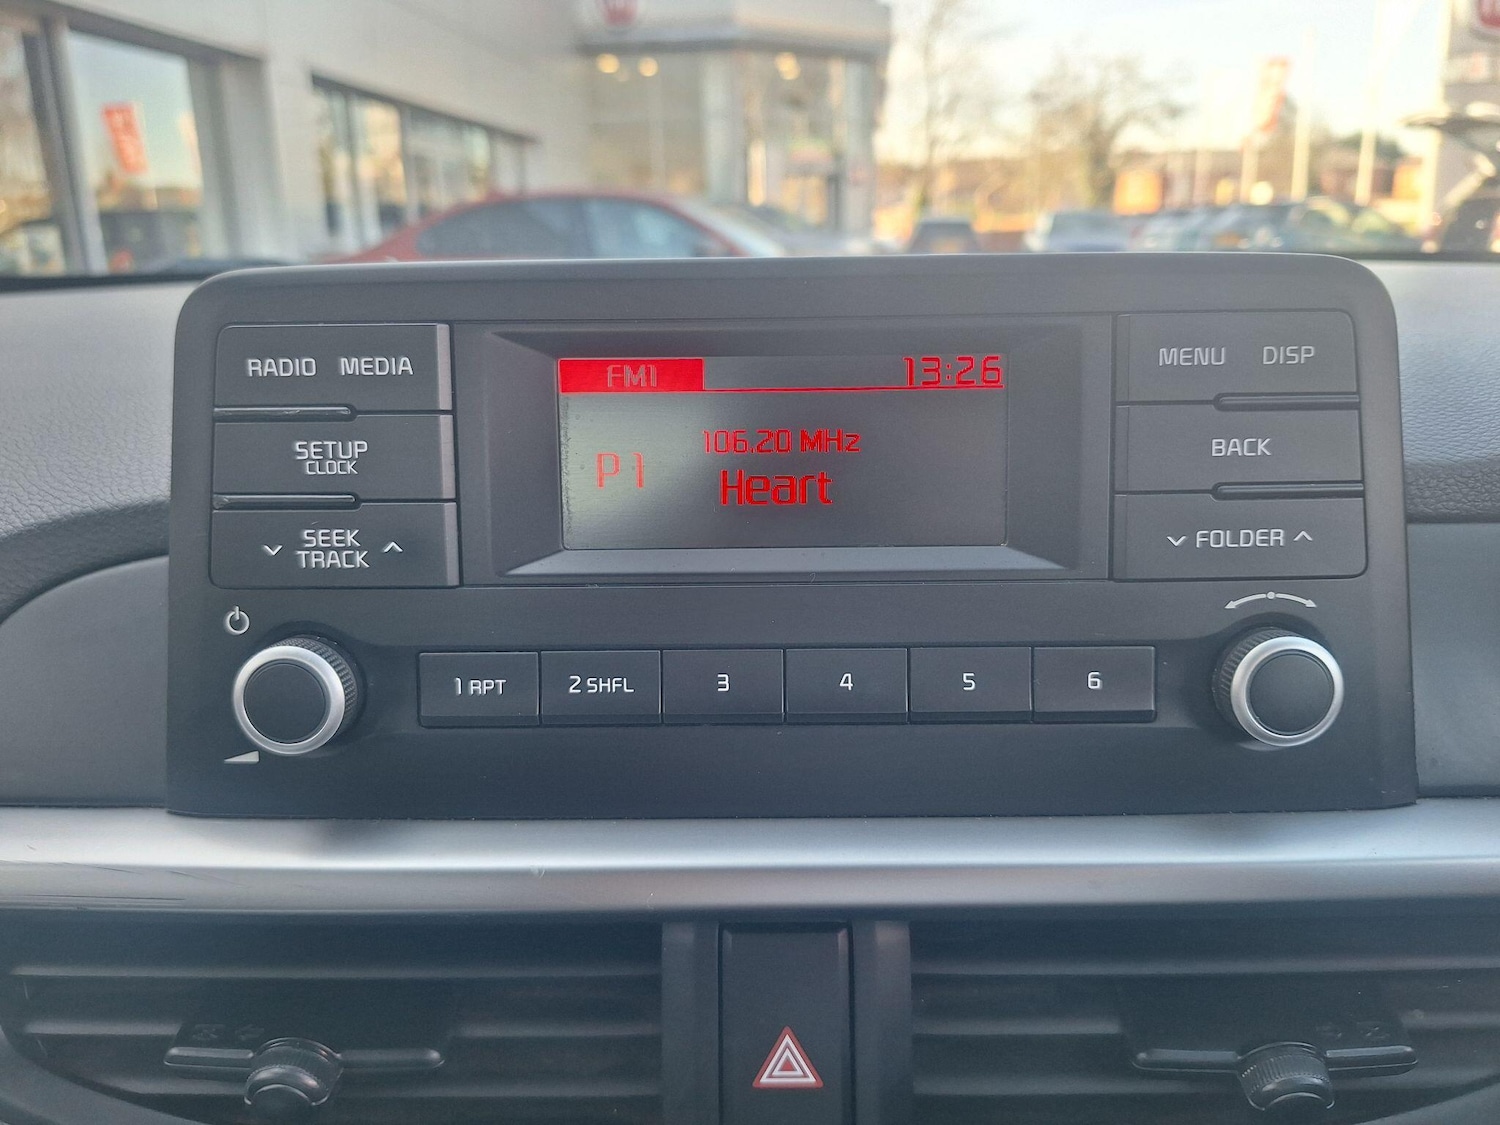 RADIO MEDIA
SETUP
CLOCK
SEEK
TRACK
FM1 13:26
106.20 MHz
P1
Heart
MENU DISP
BACK
FOLDER
1 RPT
2 SHFL
3
4
5
6